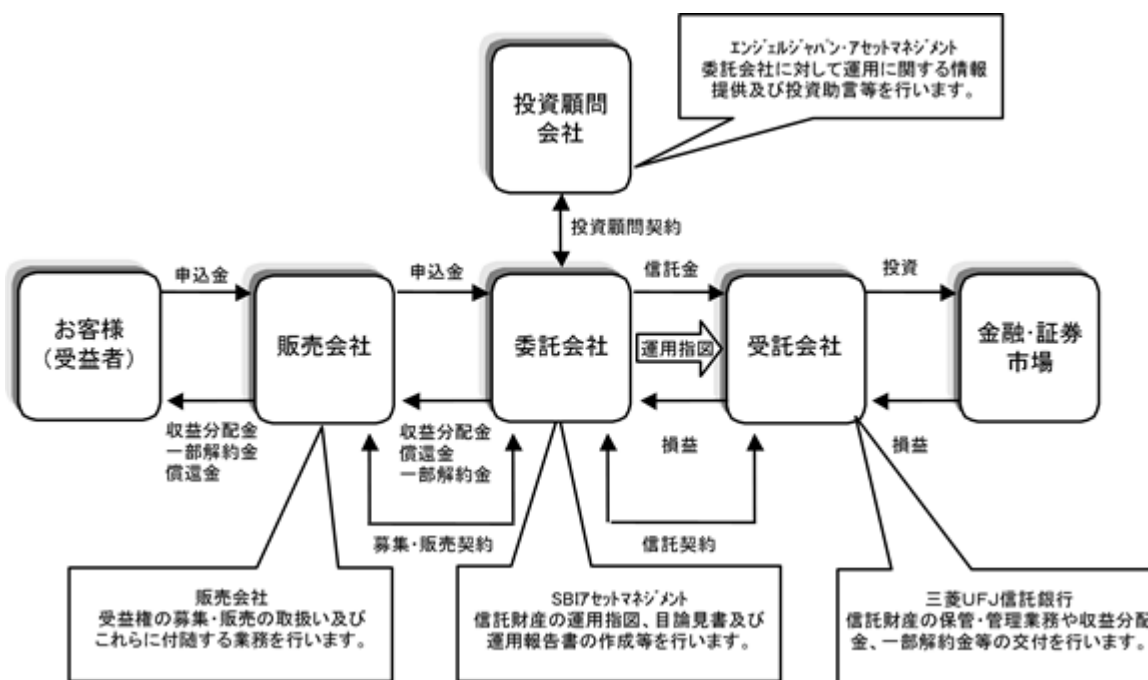 エンジェルジャパン・アセットマネジメント
委託会社に対して運用に関する情報
提供及び投資助言等を行います。
投資顧問
会社
投資顧問契約
申込金
申込金
信託金
投資
お客様
（受益者）
販売会社
委託会社
運用指図
受託会社
金融・証券
市場
収益分配金
一部解約金
償還金
収益分配金
償還金
一部解約金
損益
損益
募集・販売契約
信託契約
販売会社
受益権の募集・販売の取扱い及び
これらに付随する業務を行います。
SBIアセットマネジメント
信託財産の運用指図、目論見書及び
運用報告書の作成等を行います。
三菱UFJ信託銀行
信託財産の保管・管理業務や収益分配
金、一部解約金等の交付を行います。